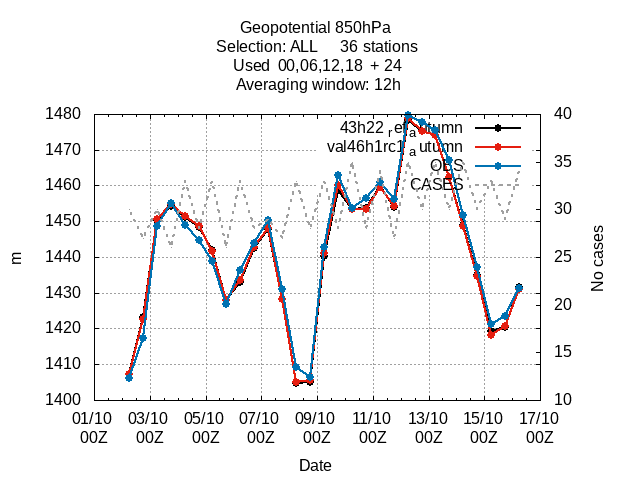 Geopotential 850hPa
Selection: ALL 36 stations
Used 00,06,12,18 + 24
Averaging window: 12h
43h22_ref_autumn
val46h1rc1_autumn
OBS
CASES
1480
1470
1460
1450
1440
1430
1420
1410
1400
m
40
35
30
25
20
15
10
No cases
01/10 03/10 05/10 07/10 09/10 11/10 13/10 15/10 17/10
00Z 00Z 00Z 00Z 00Z 00Z 00Z 00Z 00Z
Date